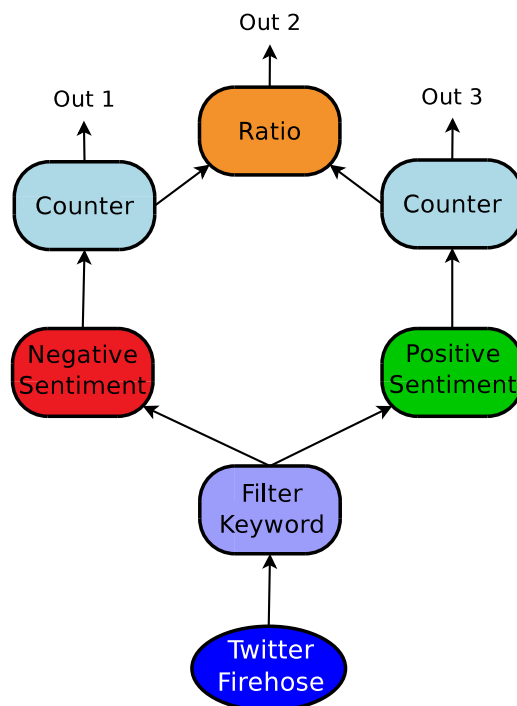 Out 2
Out 1
Out 3
Ratio
Counter
Counter
Negative
Sentiment
Positive
Sentiment
Filter
Keyword
Twitter
Firehose